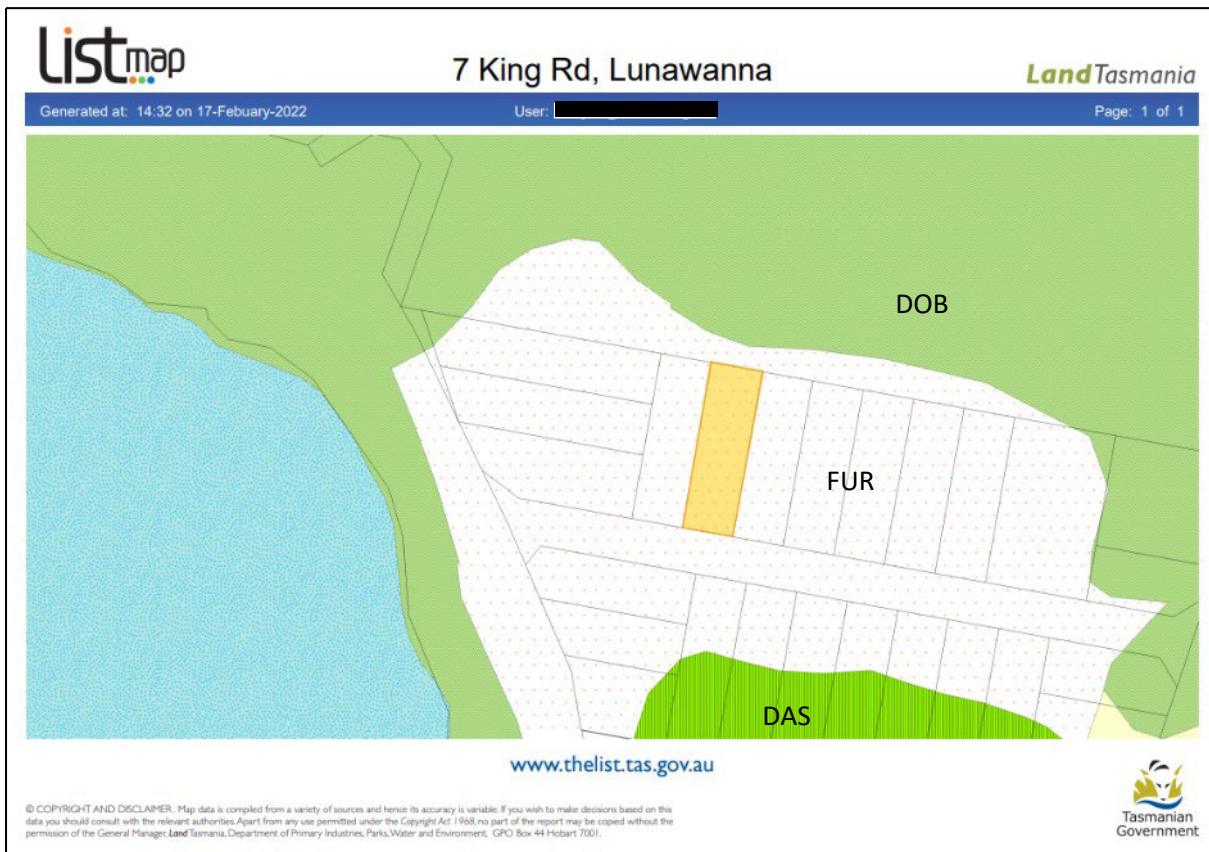 LiSTmap
7 King Rd, Lunawanna
LandTasmania
Generated at: 14:32 on 17-Febuary-2022
User:
Page: 1 of 1
DOB
FUR
DAS
www.thelist.tas.gov.au
© COPYRIGHT AND DISCLAIMER. Map data is compiled from a variety of sources and hence its accuracy is variable. If you wish to make decisions based on this
data you should consult with the relevant authorities. Apart from any use permitted under the Copyright Act 1968, no part of the report may be copied without the
permission of the General Manager, Land Tasmania, Department of Primary Industries, Parks, Water and Environment, GPO Box 44 Hobart 7001.
Tasmanian
Government